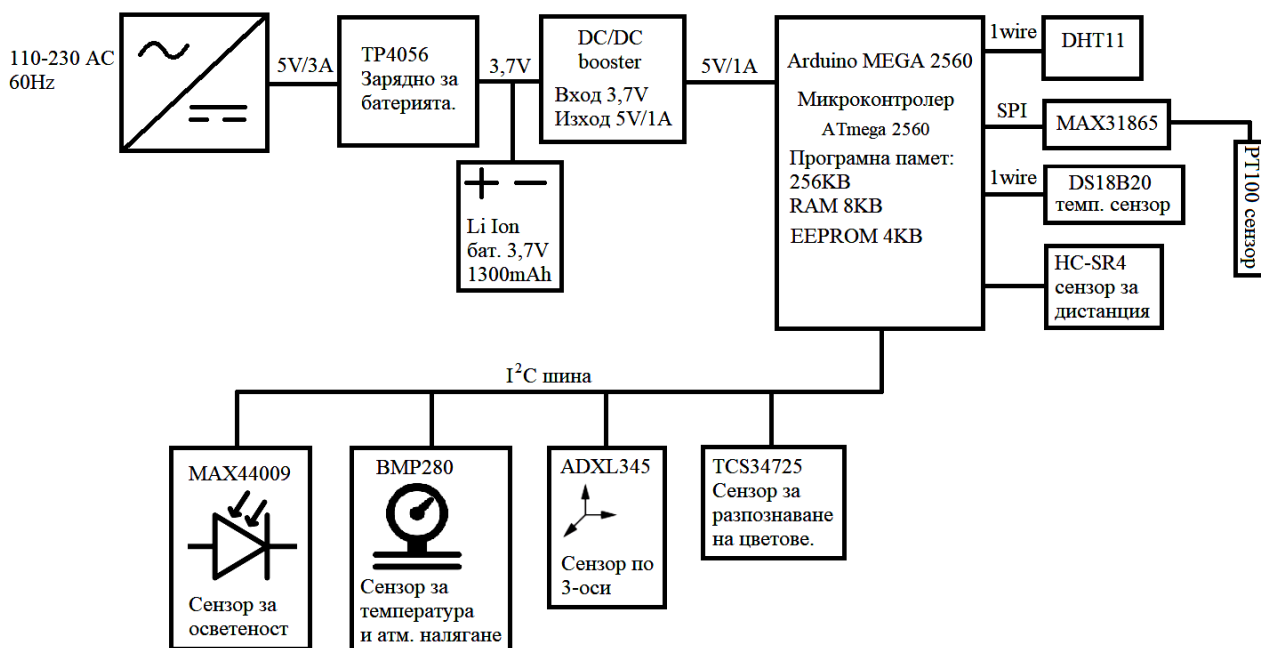 110-230 AC
60Hz
5V/3A
TP4056
Зарядно за
батерията.
3,7V
DC/DC
booster
Вход 3,7V
Изход 5V/1A
5V/1A
Li Ion
бат. 3,7V
1300mAh
Arduino MEGA 2560
Микроконтролер
ATmega 2560
Програмна памет:
256KB
RAM 8KB
EEPROM 4KB
1wire
DHT11
SPI
MAX31865
PT100 сензор
1wire
DS18B20
темп. сензор
HC-SR4
сензор за
дистанция
I²C шина
MAX44009
Сензор за
осветеност
BMP280
Сензор за
температура
и атм. налягане
ADXL345
Сензор по
3-оси
TCS34725
Сензор за
разпознаване
на цветове.